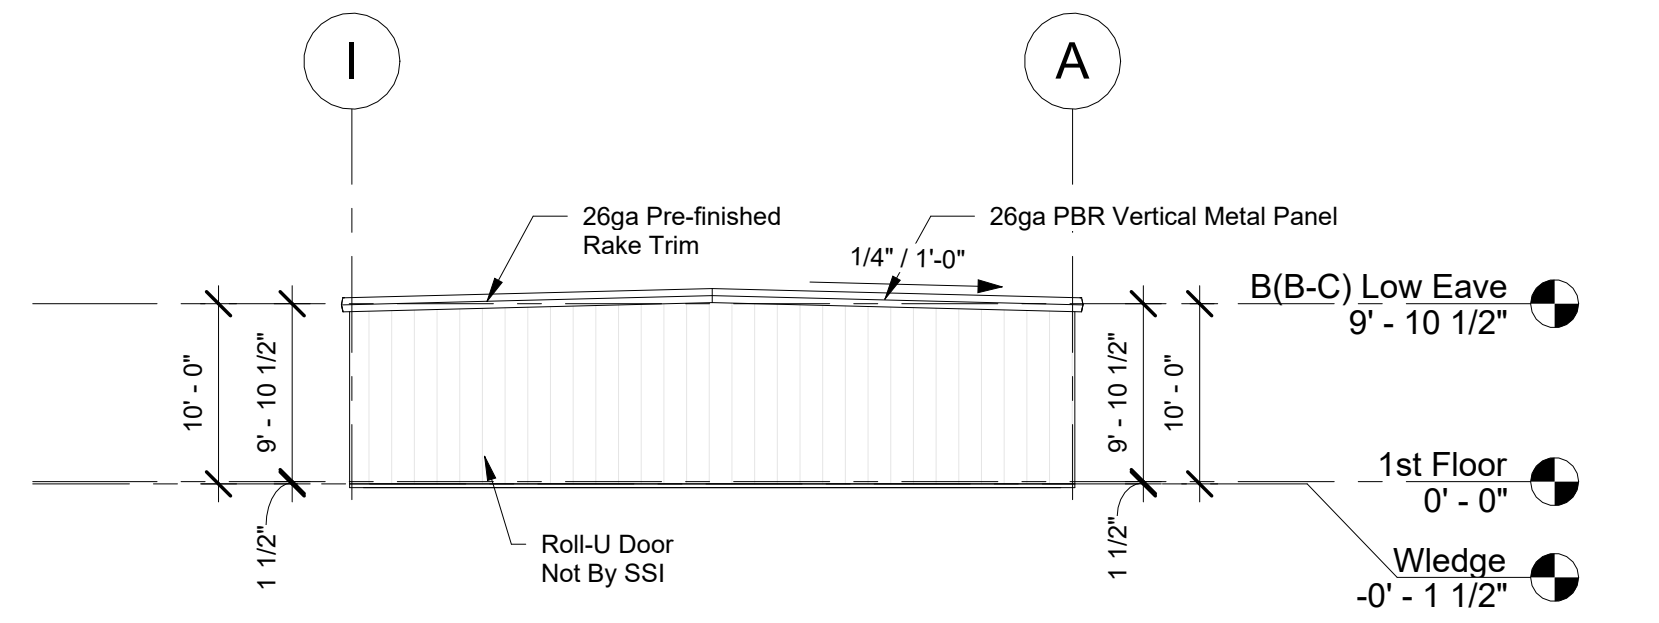 I
A
26ga Pre-finished
Rake Trim
26ga PBR Vertical Metal Panel
1/4" / 1'-0"
B(B-C) Low Eave
9' - 10 1/2"
10' - 0"
9' - 10 1/2"
9' - 10 1/2"
10' - 0"
1st Floor
0' - 0"
1 1/2"
Roll-U Door
Not By SSI
1 1/2"
Wledge
-0' - 1 1/2"